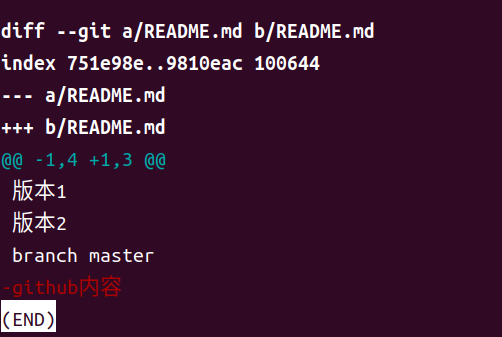 diff --git a/README.md b/README.md
index 751e98e..9810eac 100644
--- a/README.md
+++ b/README.md
@@ -1,4 +1,3 @@
 版本1
 版本2
 branch master
-github内容
(END)